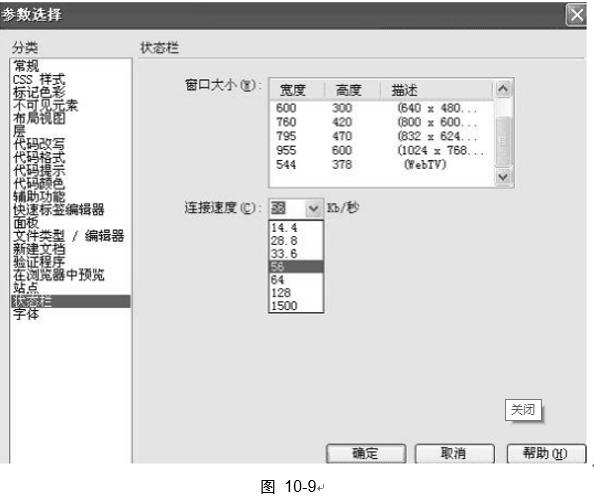 参数选择
分类
状态栏
常规
CSS 样式
标记色彩
不可见元素
布局视图
层
代码改写
代码格式
代码提示
代码颜色
辅助功能
快速标签编辑器
面板
文件类型 / 编辑器
新建文档
验证程序
在浏览器中预览
站点
状态栏
字体
窗口大小(W):
宽度 高度 描述
600 300 (640 x 480...
760 420 (800 x 600...
795 470 (832 x 624...
955 600 (1024 x 768...
544 378 (WebTV)
连接速度(C): 56 Kb/秒
14.4
28.8
33.6
56
64
128
1500
关闭
确定 取消 帮助(H)
图 10-9